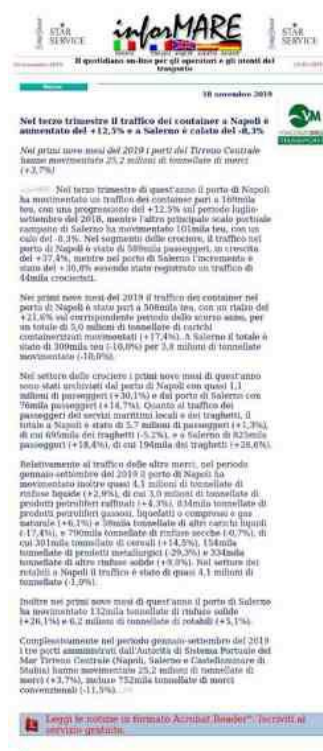 STAR
SERVICE
inforMARE
STAR
SERVICE
Il quotidiano on-line per gli operatori e gli utenti del
trasporto
18 novembre 2019
Nel terzo trimestre il traffico dei container a Napoli è
aumentato del +12,5% e a Salerno è calato del -8,3%
Nei primi nove mesi del 2019 i porti del Tirreno Centrale
hanno movimentato 25,2 milioni di tonnellate di merci
(+3,7%)
Nel terzo trimestre di quest'anno il porto di Napoli
ha movimentato un traffico dei container pari a 169mila
teu, con una progressione del +12,5% sul periodo luglio-
settembre del 2018, mentre l'altro principale scalo portuale
campano di Salerno ha movimentato 101mila teu, con un
calo del -8,3%. Nel segmento delle crociere, il traffico nel
porto di Napoli è stato di 589mila passeggeri, in crescita
del +37,4%, mentre nel porto di Salerno l'incremento è
stato del +30,8% essendo stato registrato un traffico di
44mila crocieristi.
Nei primi nove mesi del 2019 il traffico dei container nel
porto di Napoli è stato pari a 508mila teu, con un rialzo del
+21,6% sul corrispondente periodo dello scorso anno, per
un totale di 5,0 milioni di tonnellate di carichi
containerizzati movimentati (+17,4%). A Salerno il totale è
stato di 309mila teu (-10,0%) per 3,8 milioni di tonnellate
movimentate (-10,0%).
Nel settore delle crociere i primi nove mesi di quest'anno
sono stati archiviati dal porto di Napoli con quasi 1,1
milioni di passeggeri (+30,1%) e dal porto di Salerno con
76mila passeggeri (+14,7%). Quanto al traffico dei
passeggeri dei servizi marittimi locali e dei traghetti, il
totale a Napoli è stato di 5,7 milioni di passeggeri (+1,3%),
di cui 695mila dei traghetti (-5,2%), e a Salerno di 825mila
passeggeri (+18,4%), di cui 194mila dei traghetti (+28,6%).
Relativamente al traffico delle altre merci, nel periodo
gennaio-settembre del 2019 il porto di Napoli ha
movimentato inoltre quasi 4,1 milioni di tonnellate di
rinfuse liquide (+2,9%), di cui 3,0 milioni di tonnellate di
prodotti petroliferi raffinati (+4,3%), 834mila tonnellate di
prodotti petroliferi gassosi, liquefatti o compressi e gas
naturale (+6,1%) e 59mila tonnellate di altri carichi liquidi
(-17,4%), e 790mila tonnellate di rinfuse secche (-0,7%), di
cui 301mila tonnellate di cereali (+14,5%), 154mila
tonnellate di prodotti metallurgici (-29,3%) e 334mila
tonnellate di altre rinfuse solide (+9,0%). Nel settore dei
rotabili a Napoli il traffico è stato di quasi 4,1 milioni di
tonnellate (-1,0%).
Inoltre nei primi nove mesi di quest'anno il porto di Salerno
ha movimentato 132mila tonnellate di rinfuse solide
(+26,1%) e 6,2 milioni di tonnellate di rotabili (+5,1%).
Complessivamente nel periodo gennaio-settembre del 2019
i tre porti amministrati dall'Autorità di Sistema Portuale del
Mar Tirreno Centrale (Napoli, Salerno e Castellammare di
Stabia) hanno movimentato 25,2 milioni di tonnellate di
merci (+3,7%), incluse 752mila tonnellate di merci
convenzionali (-11,5%).
Leggi le notizie in formato Acrobat Reader®. Iscriviti al
servizio gratuito.